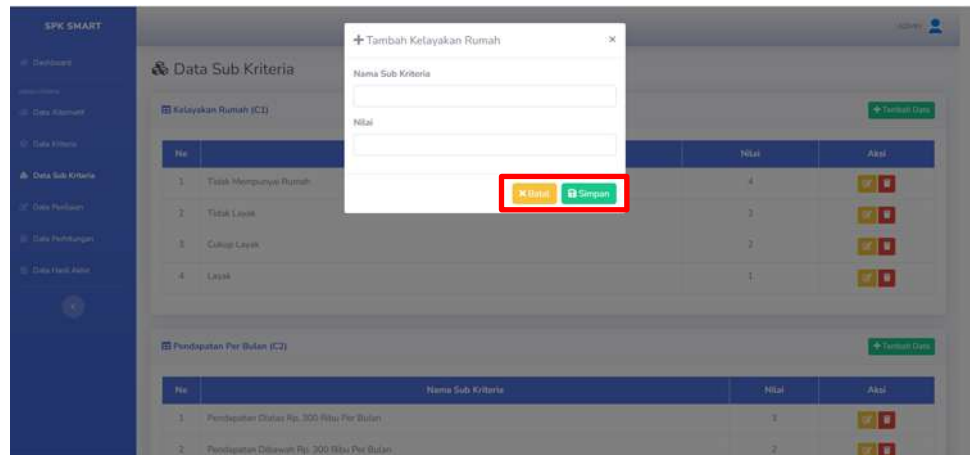 SPK SMART
Admin
+ Tambah Kelayakan Rumah ×
Dashboard
Data Sub Kriteria
Nama Sub Kriteria
Data Alternatif
Kelayakan Rumah (C1)
+ Tambah Data
Nilai
Data Kriteria
No Nilai Aksi
Data Sub Kriteria
1 Tidak Mempunyai Rumah 4
Batal Simpan
Data Penilaian
2 Tidak Layak 3
Data Perhitungan
3 Cukup Layak 2
Data Hasil Akhir
4 Layak 1
Pendapatan Per Bulan (C2)
+ Tambah Data
No Nama Sub Kriteria Nilai Aksi
1 Pendapatan Diatas Rp. 300 Ribu Per Bulan 3
2 Pendapatan Dibawah Rp. 300 Ribu Per Bulan 2